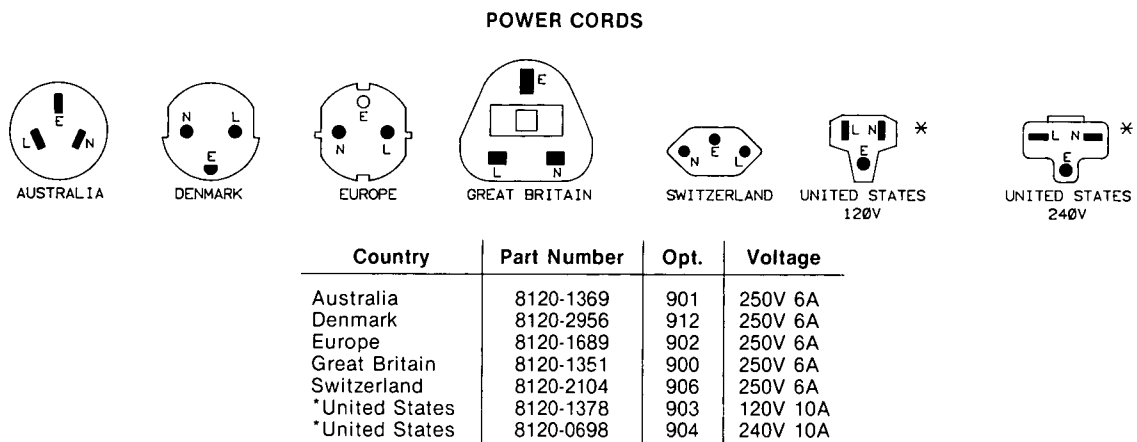 POWER CORDS
E
L N
AUSTRALIA
N L
E
DENMARK
E
N L
EUROPE
E
L N
GREAT BRITAIN
N E L
SWITZERLAND
L N *
E
UNITED STATES
120V
L N *
E
UNITED STATES
240V
Country Part Number Opt. Voltage
Australia 8120-1369 901 250V 6A
Denmark 8120-2956 912 250V 6A
Europe 8120-1689 902 250V 6A
Great Britain 8120-1351 900 250V 6A
Switzerland 8120-2104 906 250V 6A
*United States 8120-1378 903 120V 10A
*United States 8120-0698 904 240V 10A